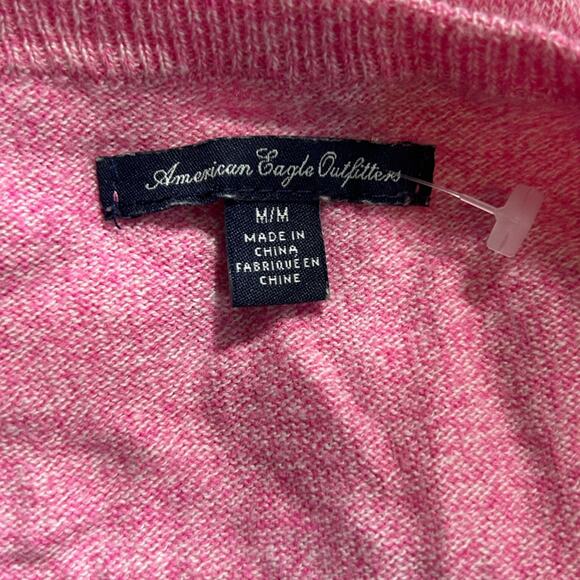 American Eagle Outfitters
M/M
MADE IN
CHINA
FABRIQUE EN
CHINE